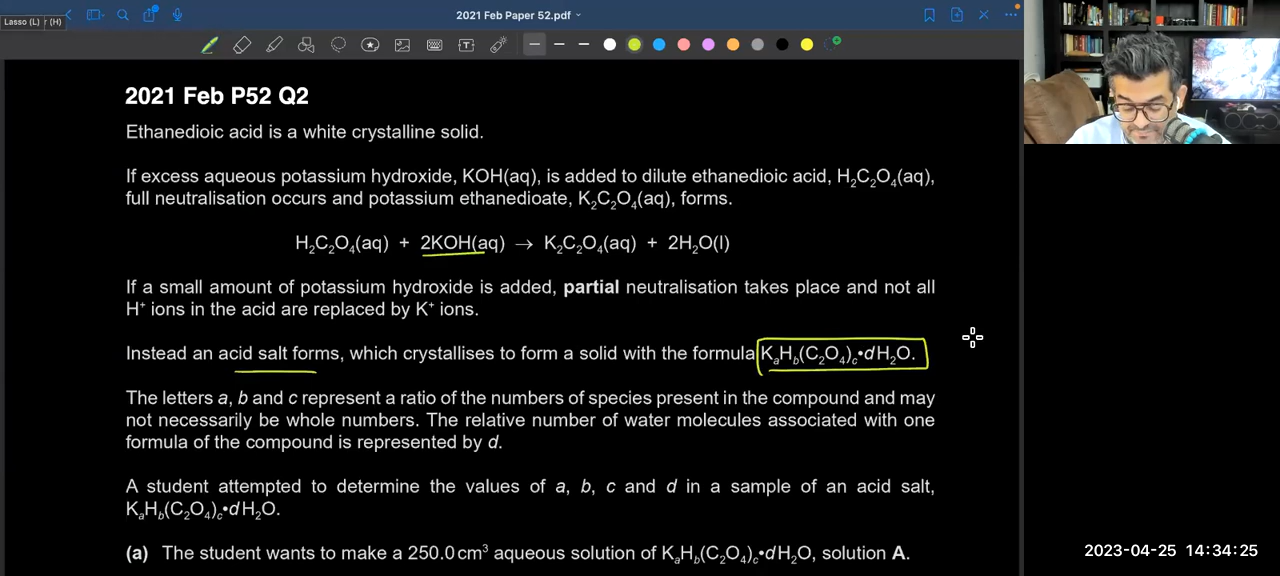 2021 Feb Paper 52.pdf
Lasso (L)
r (H)
2021 Feb P52 Q2
Ethanedioic acid is a white crystalline solid.
If excess aqueous potassium hydroxide, KOH(aq), is added to dilute ethanedioic acid, H₂C₂O₄(aq),
full neutralisation occurs and potassium ethanedioate, K₂C₂O₄(aq), forms.
H₂C₂O₄(aq) + 2KOH(aq) → K₂C₂O₄(aq) + 2H₂O(l)
If a small amount of potassium hydroxide is added, partial neutralisation takes place and not all
H⁺ ions in the acid are replaced by K⁺ ions.
Instead an acid salt forms, which crystallises to form a solid with the formula KₐH_b(C₂O₄)_c•dH₂O.
The letters a, b and c represent a ratio of the numbers of species present in the compound and may
not necessarily be whole numbers. The relative number of water molecules associated with one
formula of the compound is represented by d.
A student attempted to determine the values of a, b, c and d in a sample of an acid salt,
KₐH_b(C₂O₄)_c•dH₂O.
(a) The student wants to make a 250.0 cm³ aqueous solution of KₐH_b(C₂O₄)_c•dH₂O, solution A.
2023-04-25 14:34:25